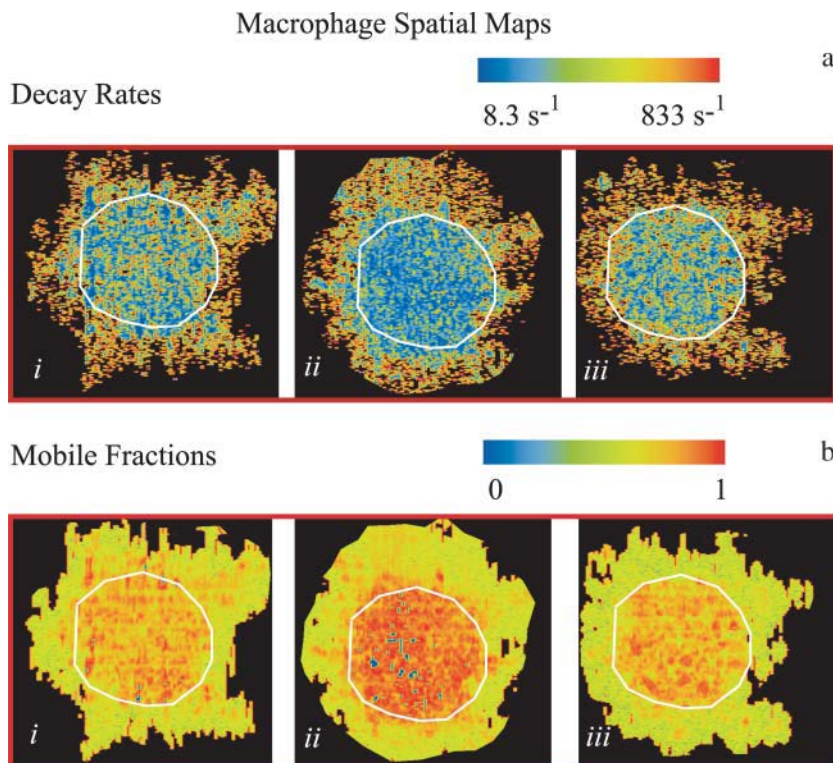 Macrophage Spatial Maps
a
Decay Rates
8.3 s-1 833 s-1
i ii iii
Mobile Fractions
b
0 1
i ii iii